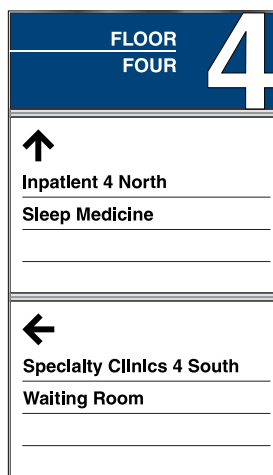 FLOOR
FOUR
4
Inpatient 4 North
Sleep Medicine
Specialty Clinics 4 South
Waiting Room